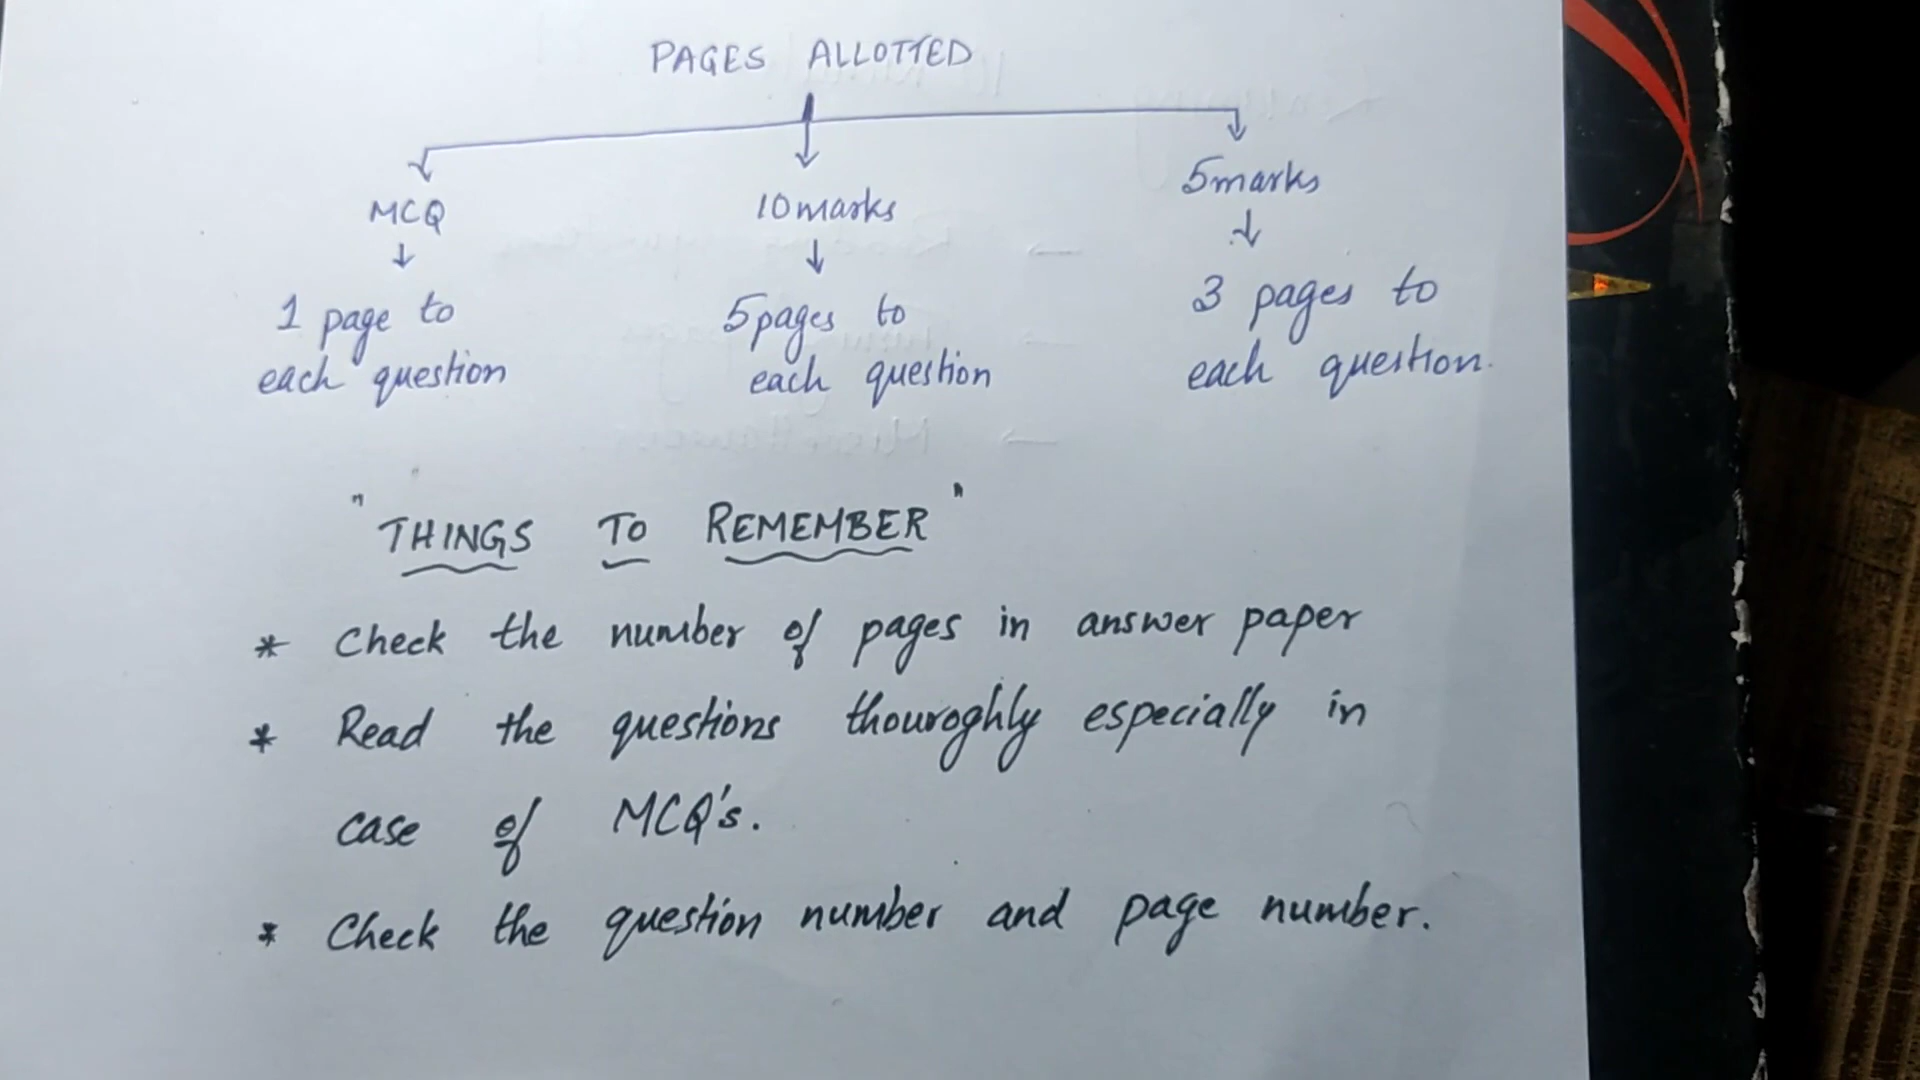 PAGES ALLOTTED
MCQ
10 marks
5 marks
1 page to
each question
5 pages to
each question
3 pages to
each question.
"THINGS TO REMEMBER"
* Check the number of pages in answer paper
* Read the questions thouroghly especially in
case of MCQ's.
* Check the question number and page number.